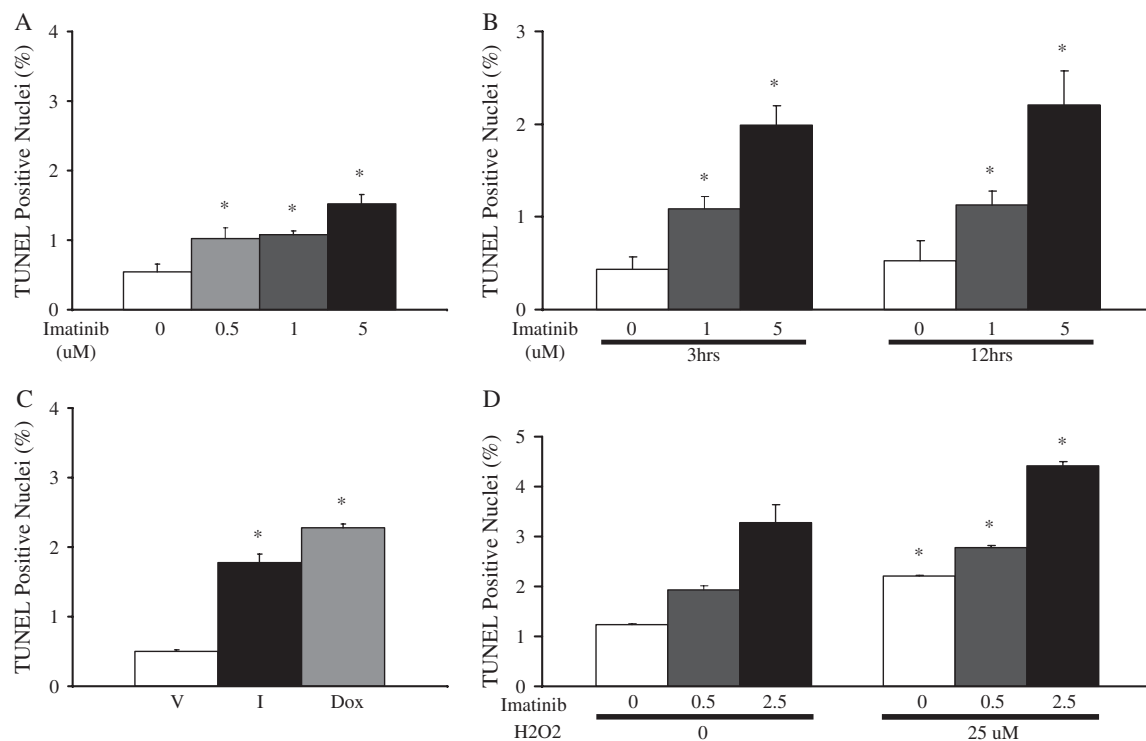 A
TUNEL Positive Nuclei (%)
4
3
2
1
0
* * *
Imatinib 0 0.5 1 5
(uM)
B
TUNEL Positive Nuclei (%)
3
2
1
0
* * * *
Imatinib 0 1 5 0 1 5
(uM) 3hrs 12hrs
C
TUNEL Positive Nuclei (%)
4
3
2
1
0
* *
V I Dox
D
TUNEL Positive Nuclei (%)
5
4
3
2
1
0
* * *
Imatinib 0 0.5 2.5 0 0.5 2.5
H2O2 0 25 uM